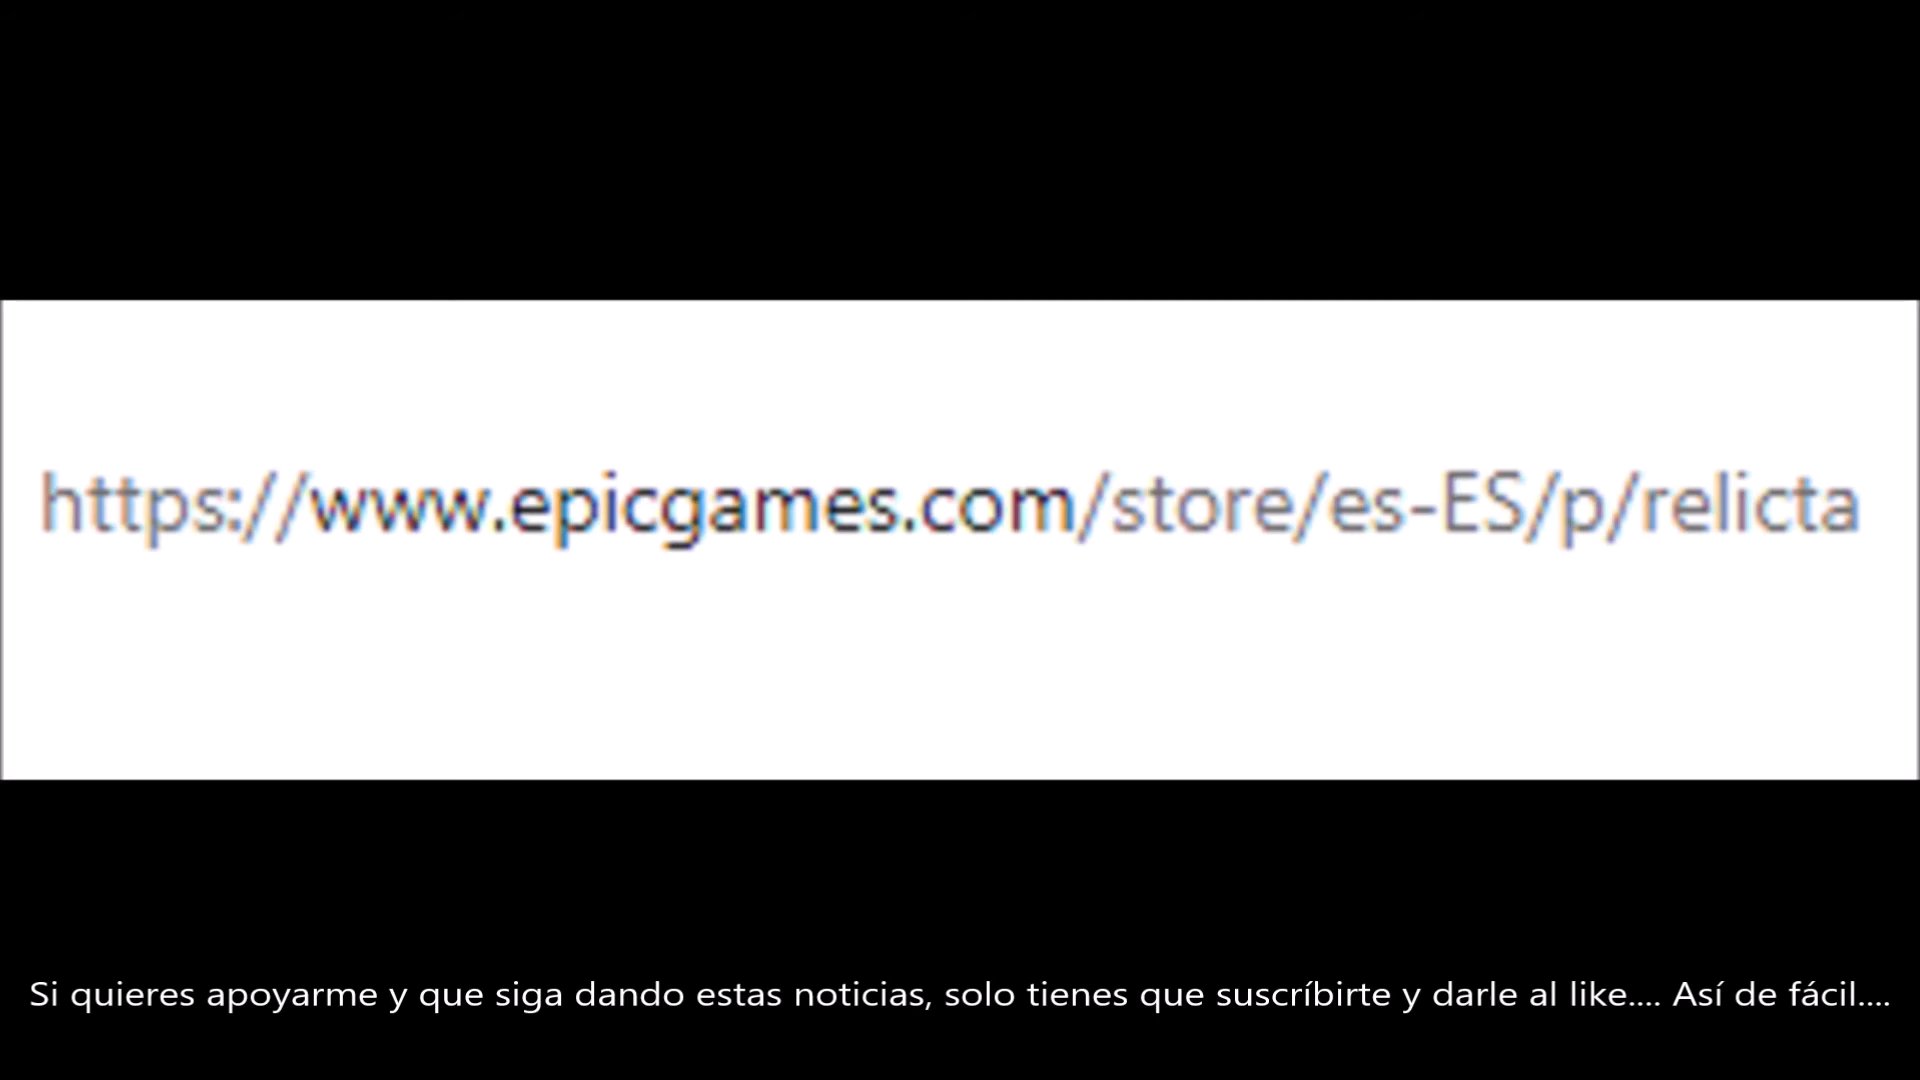 https://www.epicgames.com/store/es-ES/p/relicta
Si quieres apoyarme y que siga dando estas noticias, solo tienes que suscríbirte y darle al like.... Así de fácil....